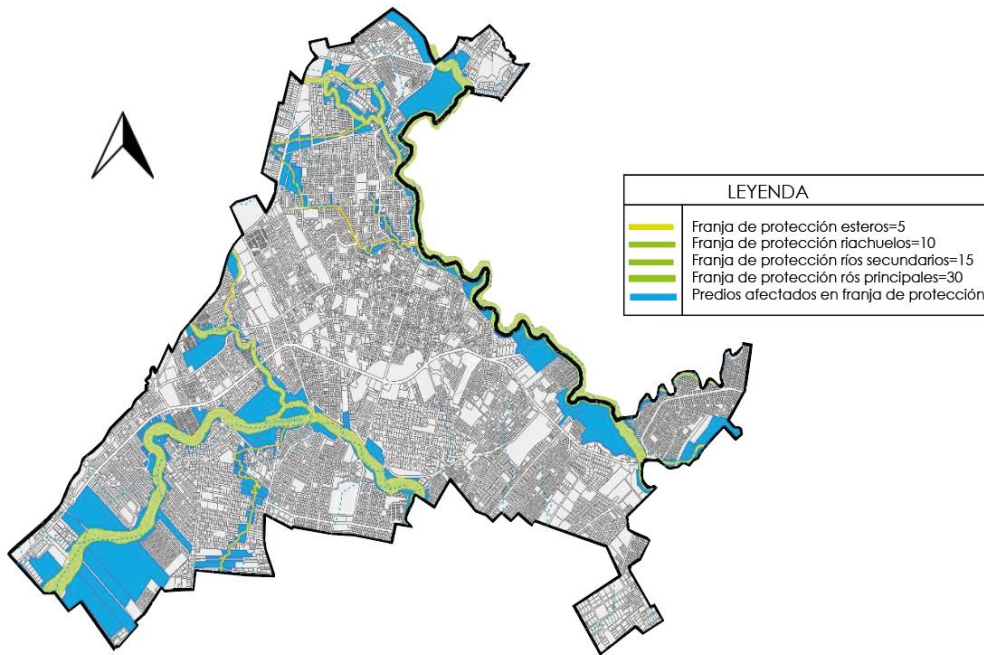 LEYENDA
Franja de protección esteros=5
Franja de protección riachuelos=10
Franja de protección ríos secundarios=15
Franja de protección rós principales=30
Predios afectados en franja de protección